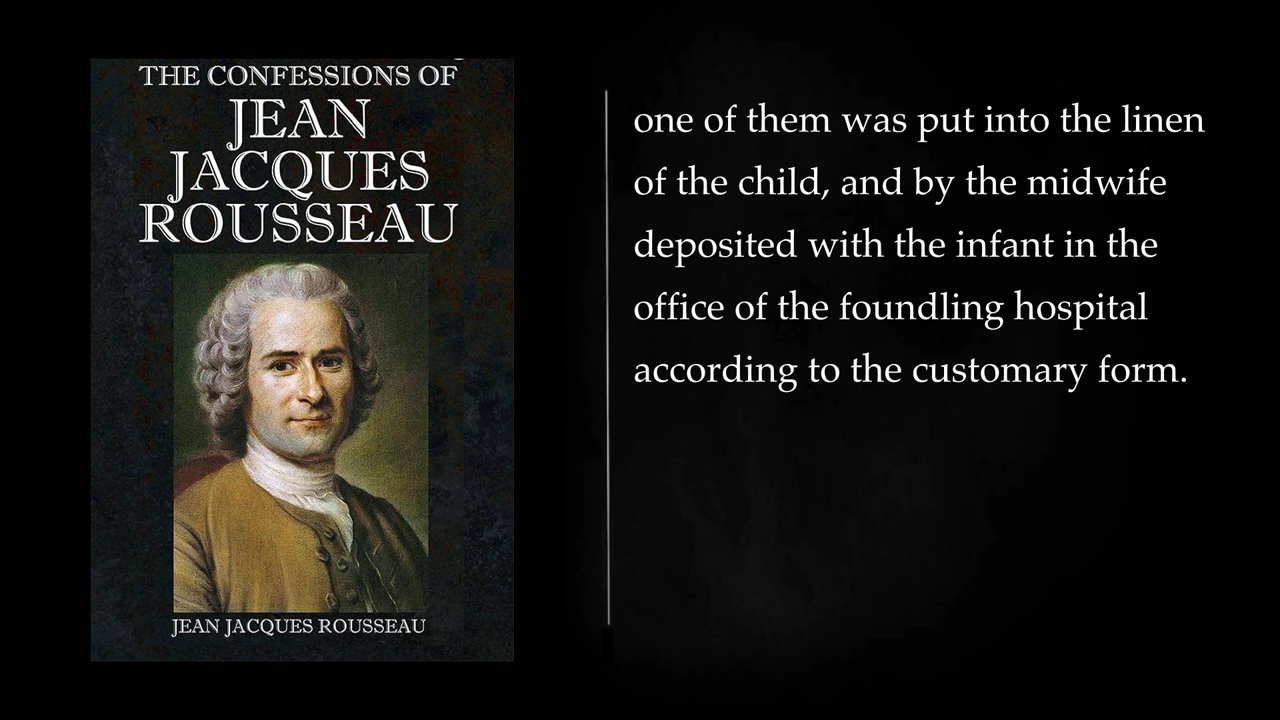 THE CONFESSIONS OF
JEAN
JACQUES
ROUSSEAU
JEAN JACQUES ROUSSEAU
one of them was put into the linen
of the child, and by the midwife
deposited with the infant in the
office of the foundling hospital
according to the customary form.